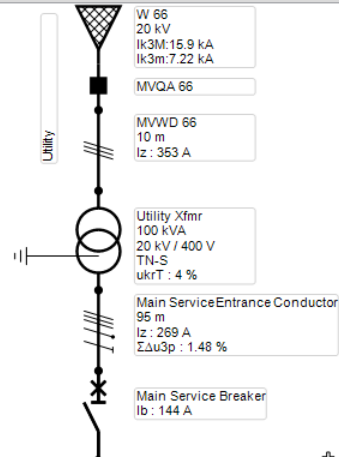 W 66
20 kV
Ik3M:15.9 kA
Ik3m:7.22 kA
MVQA 66
Utility
MVWD 66
10 m
Iz : 353 A
Utility Xfmr
100 kVA
20 kV / 400 V
TN-S
ukrT : 4 %
Main ServiceEntrance Conductor
95 m
Iz : 269 A
ΣΔu3p : 1.48 %
Main Service Breaker
Ib : 144 A